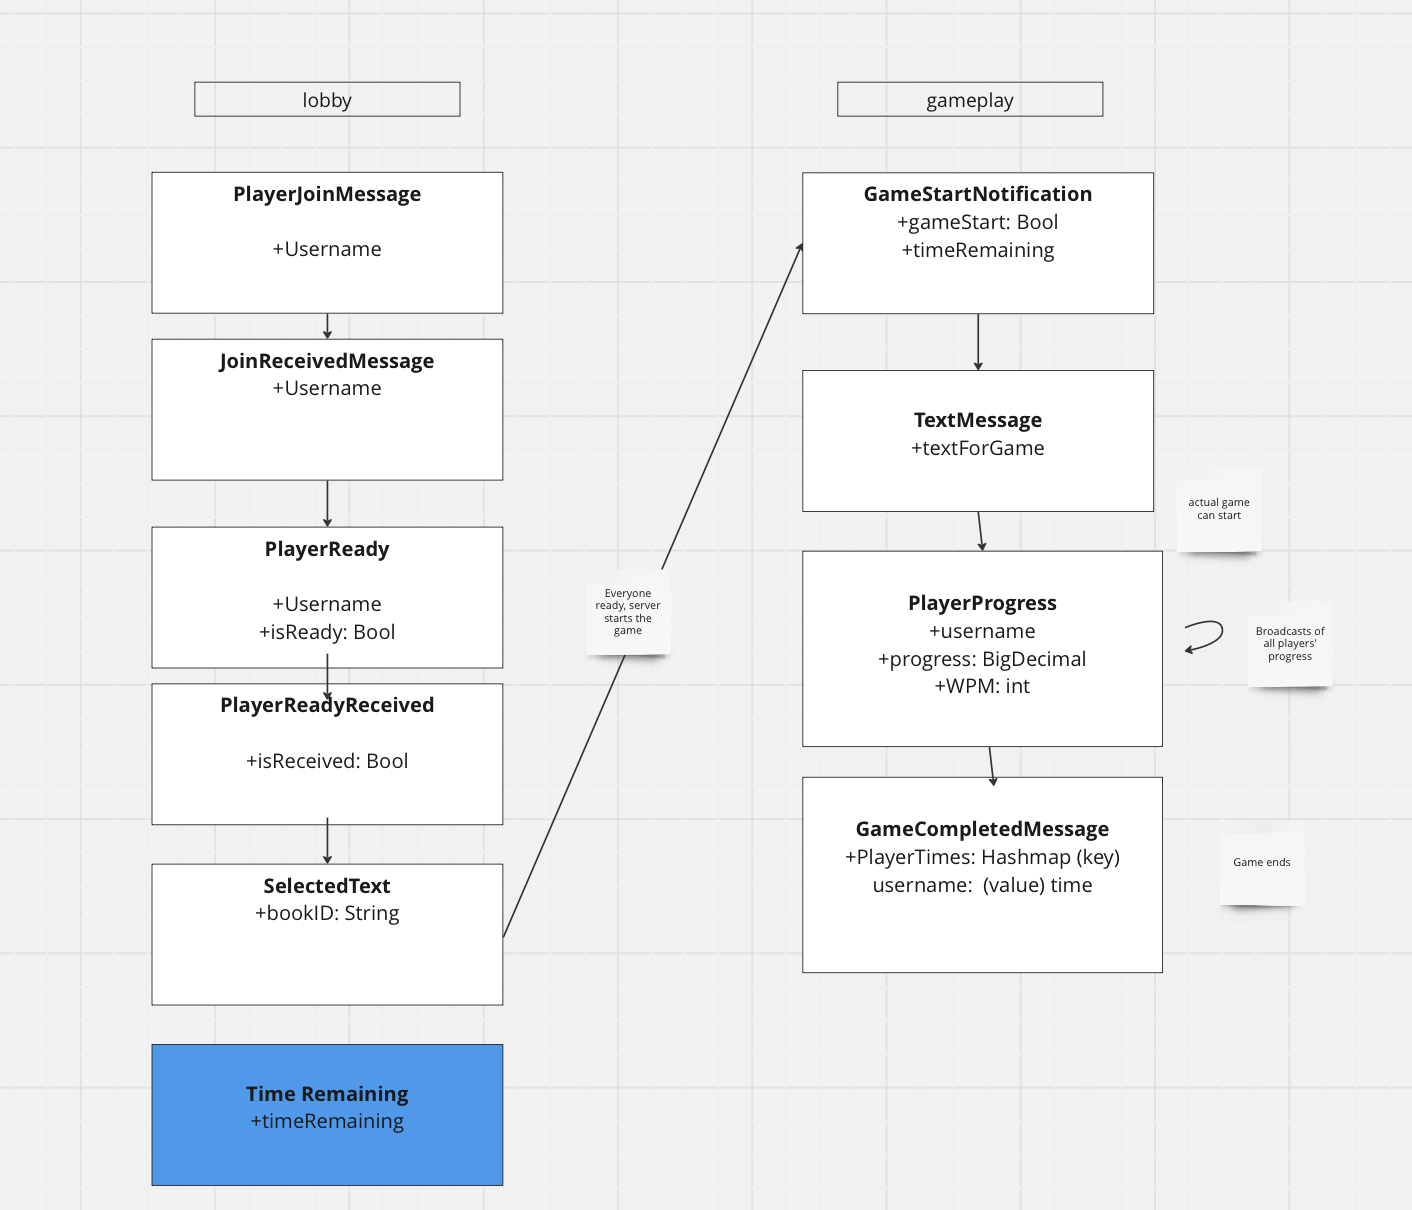 lobby
PlayerJoinMessage
+Username
JoinReceivedMessage
+Username
PlayerReady
+Username
+isReady: Bool
PlayerReadyReceived
+isReceived: Bool
SelectedText
+bookID: String
Time Remaining
+timeRemaining
Everyone
ready, server
starts the
game
gameplay
GameStartNotification
+gameStart: Bool
+timeRemaining
TextMessage
+textForGame
actual game
can start
PlayerProgress
+username
+progress: BigDecimal
+WPM: int
Broadcasts of
all players'
progress
GameCompletedMessage
+PlayerTimes: Hashmap (key)
username:  (value) time
Game ends